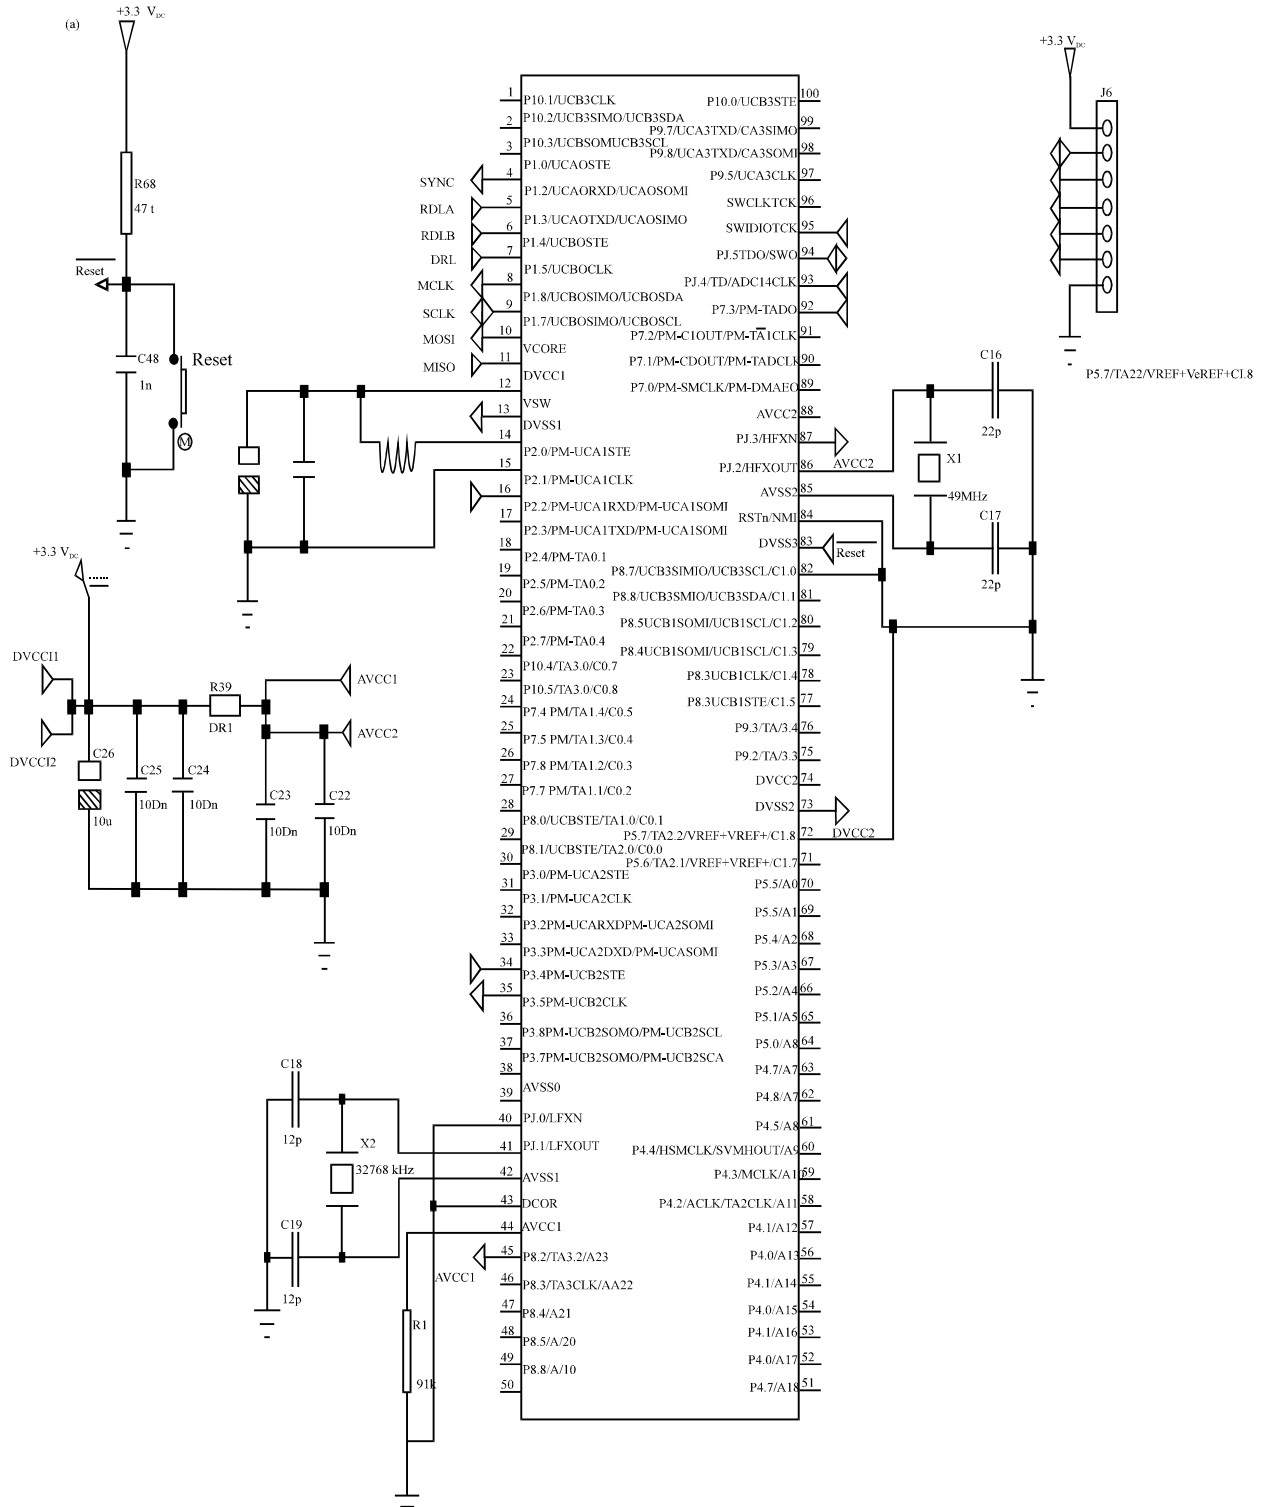 (a)
+3.3 V_DC
R68
47 t
Reset
C48
1n
Reset
M
+3.3 V_DC
DVCCI1
DVCCI2
R39
DR1
AVCC1
AVCC2
C26
10u
C25
10Dn
C24
10Dn
C23
10Dn
C22
10Dn
SYNC
RDLA
RDLB
DRL
MCLK
SCLK
MOSI
MISO
1
P10.1/UCB3CLK
2
P10.2/UCB3SIMO/UCB3SDA
3
P10.3/UCBSOMUCB3SCL
P1.0/UCAOSTE
4
P1.2/UCAORXD/UCAOSOMI
5
P1.3/UCAOTXD/UCAOSIMO
6
P1.4/UCBOSTE
7
P1.5/UCBOCLK
8
P1.8/UCBOSIMO/UCBOSDA
9
P1.7/UCBOSIMO/UCBOSCL
10
VCORE
11
DVCC1
12
VSW
13
DVSS1
14
P2.0/PM-UCA1STE
15
P2.1/PM-UCA1CLK
16
P2.2/PM-UCA1RXD/PM-UCA1SOMI
17
P2.3/PM-UCA1TXD/PM-UCA1SOMI
18
P2.4/PM-TA0.1
19
P2.5/PM-TA0.2
20
P2.6/PM-TA0.3
21
P2.7/PM-TA0.4
22
P10.4/TA3.0/C0.7
23
P10.5/TA3.0/C0.8
24
P7.4 PM/TA1.4/C0.5
25
P7.5 PM/TA1.3/C0.4
26
P7.8 PM/TA1.2/C0.3
27
P7.7 PM/TA1.1/C0.2
28
P8.0/UCBSTE/TA1.0/C0.1
29
P8.1/UCBSTE/TA2.0/C0.0
30
P3.0/PM-UCA2STE
31
P3.1/PM-UCA2CLK
32
P3.2PM-UCARXDPM-UCA2SOMI
33
P3.3PM-UCA2DXD/PM-UCASOMI
34
P3.4PM-UCB2STE
35
P3.5PM-UCB2CLK
36
P3.8PM-UCB2SOMO/PM-UCB2SCL
37
P3.7PM-UCB2SOMO/PM-UCB2SCA
38
AVSS0
39
PJ.0/LFXN
40
PJ.1/LFXOUT
41
AVSS1
42
DCOR
43
AVCC1
44
P8.2/TA3.2/A23
45
P8.3/TA3CLK/AA22
46
P8.4/A21
47
P8.5/A/20
48
P8.8/A/10
49
50
C18
12p
X2
32768 kHz
C19
12p
AVCC1
R1
91k
P10.0/UCB3STE
100
P9.7/UCA3TXD/CA3SIMO
99
P9.8/UCA3TXD/CA3SOMI
98
P9.5/UCA3CLK
97
SWCLKTCK
96
SWIDIOTCK
95
PJ.5TDO/SWO
94
PJ.4/TD/ADC14CLK
93
P7.3/PM-TADO
92
P7.2/PM-C1OUT/PM-TA1CLK
91
P7.1/PM-CDOUT/PM-TADCLK
90
P7.0/PM-SMCLK/PM-DMAEO
89
AVCC2
88
PJ.3/HFXN
87
AVCC2
PJ.2/HFXOUT
86
AVSS2
85
RSTn/NMI
84
DVSS3
83
Reset
P8.7/UCB3SIMIO/UCB3SCL/C1.0
82
P8.8/UCB3SMIO/UCB3SDA/C1.1
81
P8.5UCB1SOMI/UCB1SCL/C1.2
80
P8.4UCB1SOMI/UCB1SCL/C1.3
79
P8.3UCB1CLK/C1.4
78
P8.3UCB1STE/C1.5
77
P9.3/TA/3.4
76
P9.2/TA/3.3
75
DVCC2
74
DVSS2
73
P5.7/TA2.2/VREF+VREF+/C1.8
72
DVCC2
P5.6/TA2.1/VREF+VREF+/C1.7
71
P5.5/A0
70
P5.5/A1
69
P5.4/A2
68
P5.3/A3
67
P5.2/A4
66
P5.1/A5
65
P5.0/A8
64
P4.7/A7
63
P4.8/A7
62
P4.5/A8
61
P4.4/HSMCLK/SVMHOUT/A9
60
P4.3/MCLK/A10
59
P4.2/ACLK/TA2CLK/A11
58
P4.1/A12
57
P4.0/A13
56
P4.1/A14
55
P4.0/A15
54
P4.1/A16
53
P4.0/A17
52
P4.7/A18
51
+3.3 V_DC
J6
P5.7/TA22/VREF+VeREF+CI.8
C16
22p
X1
49MHz
C17
22p